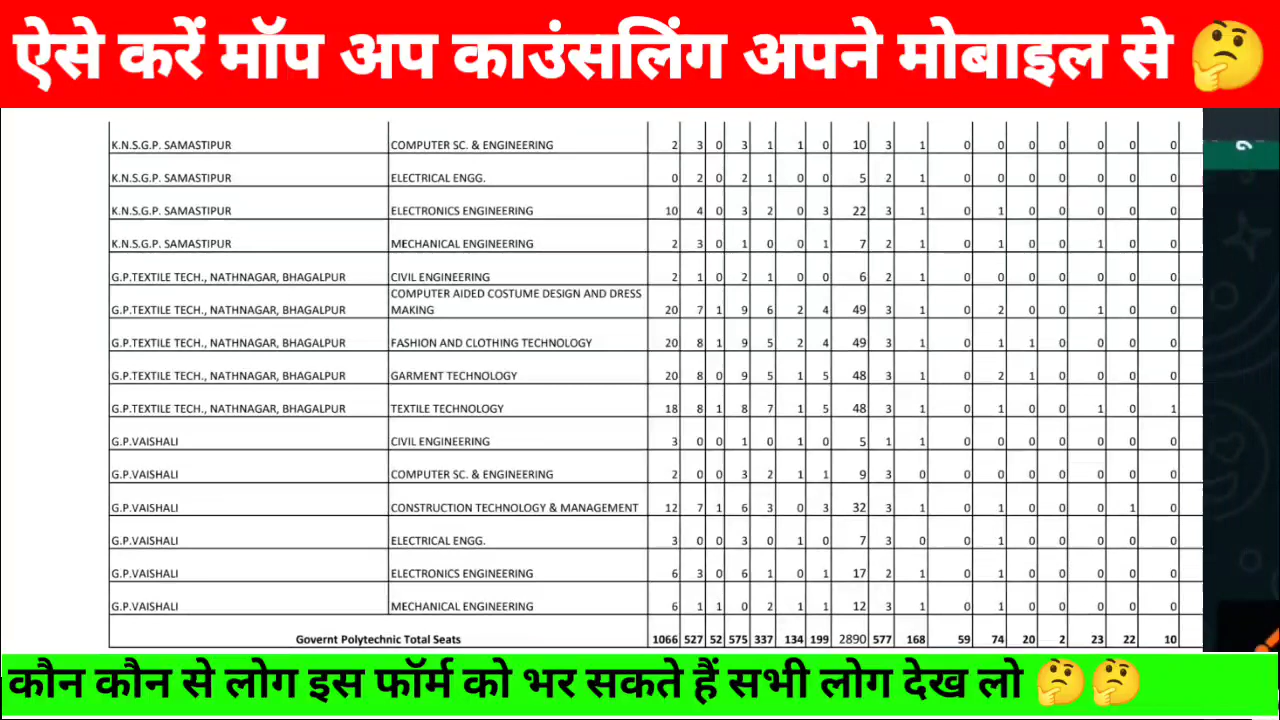 ऐसे करें मॉप अप काउंसलिंग अपने मोबाइल से 🤔
K.N.S.G.P. SAMASTIPUR COMPUTER SC. & ENGINEERING 2 3 0 3 1 1 0 10 3 1 0 0 0 0 0 0 0
K.N.S.G.P. SAMASTIPUR ELECTRICAL ENGG. 0 2 0 2 1 0 0 5 2 1 0 0 0 0 0 0 0
K.N.S.G.P. SAMASTIPUR ELECTRONICS ENGINEERING 10 4 0 3 2 0 3 22 3 1 0 1 0 0 0 0 0
K.N.S.G.P. SAMASTIPUR MECHANICAL ENGINEERING 2 3 0 1 0 0 1 7 2 1 0 1 0 0 1 0 0
G.P.TEXTILE TECH., NATHNAGAR, BHAGALPUR CIVIL ENGINEERING 2 1 0 2 1 0 0 6 2 1 0 0 0 0 0 0 0
COMPUTER AIDED COSTUME DESIGN AND DRESS
G.P.TEXTILE TECH., NATHNAGAR, BHAGALPUR MAKING 20 7 1 9 6 2 4 49 3 1 0 2 0 0 1 0 0
G.P.TEXTILE TECH., NATHNAGAR, BHAGALPUR FASHION AND CLOTHING TECHNOLOGY 20 8 1 9 5 2 4 49 3 1 0 1 1 0 0 0 0
G.P.TEXTILE TECH., NATHNAGAR, BHAGALPUR GARMENT TECHNOLOGY 20 8 0 9 5 1 5 48 3 1 0 2 1 0 0 0 0
G.P.TEXTILE TECH., NATHNAGAR, BHAGALPUR TEXTILE TECHNOLOGY 18 8 1 8 7 1 5 48 3 1 0 1 0 0 1 0 1
G.P.VAISHALI CIVIL ENGINEERING 3 0 0 1 0 1 0 5 1 1 0 0 0 0 0 0 0
G.P.VAISHALI COMPUTER SC. & ENGINEERING 2 0 0 3 2 1 1 9 3 0 0 0 0 0 0 0 0
G.P.VAISHALI CONSTRUCTION TECHNOLOGY & MANAGEMENT 12 7 1 6 3 0 3 32 3 1 0 1 0 0 0 1 0
G.P.VAISHALI ELECTRICAL ENGG. 3 0 0 3 0 1 0 7 3 0 0 1 0 0 0 0 0
G.P.VAISHALI ELECTRONICS ENGINEERING 6 3 0 6 1 0 1 17 2 1 0 1 0 0 0 0 0
G.P.VAISHALI MECHANICAL ENGINEERING 6 1 1 0 2 1 1 12 3 1 0 1 0 0 0 0 0
Governt Polytechnic Total Seats 1066 527 52 575 337 134 199 2890 577 168 59 74 20 2 23 22 10
कौन कौन से लोग इस फॉर्म को भर सकते हैं सभी लोग देख लो 🤔🤔